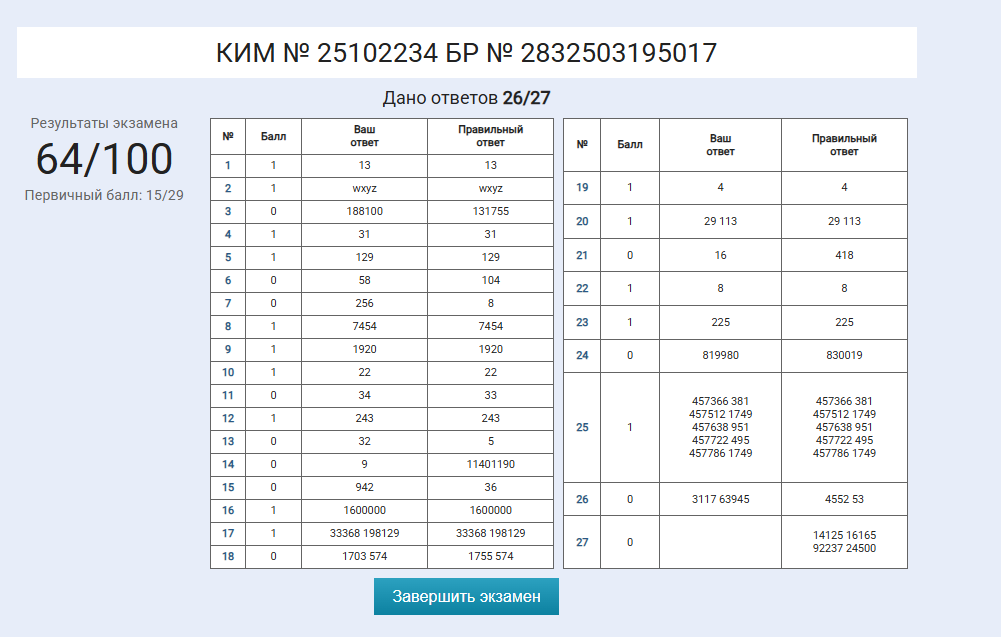 КИМ № 25102234 БР № 2832503195017
Дано ответов 26/27
Результаты экзамена
64/100
Первичный балл: 15/29
№ Балл Ваш ответ Правильный ответ
1 1 13 13
2 1 wxyz wxyz
3 0 188100 131755
4 1 31 31
5 1 129 129
6 0 58 104
7 0 256 8
8 1 7454 7454
9 1 1920 1920
10 1 22 22
11 0 34 33
12 1 243 243
13 0 32 5
14 0 9 11401190
15 0 942 36
16 1 1600000 1600000
17 1 33368 198129 33368 198129
18 0 1703 574 1755 574
№ Балл Ваш ответ Правильный ответ
19 1 4 4
20 1 29 113 29 113
21 0 16 418
22 1 8 8
23 1 225 225
24 0 819980 830019
457366 381 457366 381
457512 1749 457512 1749
25 1 457638 951 457638 951
457722 495 457722 495
457786 1749 457786 1749
26 0 3117 63945 4552 53
27 0 14125 16165
92237 24500
Завершить экзамен